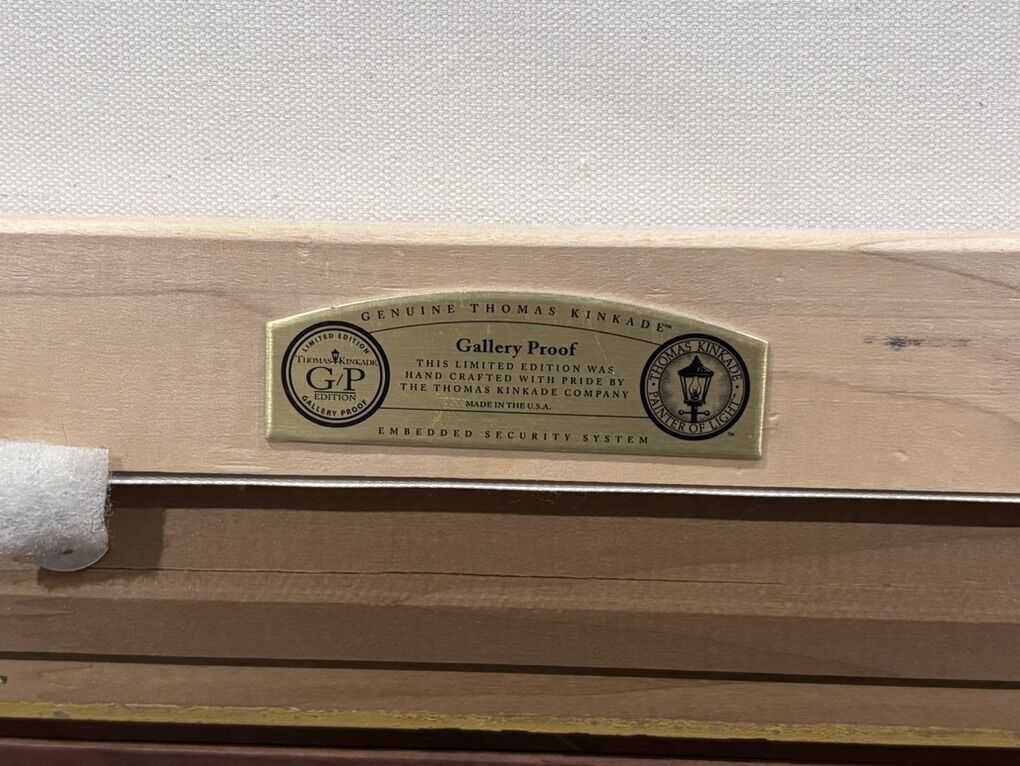 GENUINE THOMAS KINKADE™
LIMITED EDITION
THOMAS KINKADE
G/P
EDITION
GALLERY PROOF
Gallery Proof
THIS LIMITED EDITION WAS
HAND CRAFTED WITH PRIDE BY
THE THOMAS KINKADE COMPANY
MADE IN THE U.S.A.
EMBEDDED SECURITY SYSTEM
THOMAS KINKADE
PAINTER OF LIGHT™
™